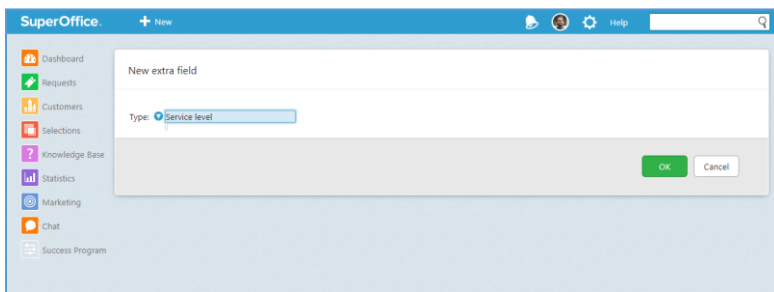 SuperOffice.
+ New
Help
Dashboard
Requests
Customers
Selections
? Knowledge Base
Statistics
Marketing
Chat
Success Program
New extra field
Type: Service level
OK
Cancel